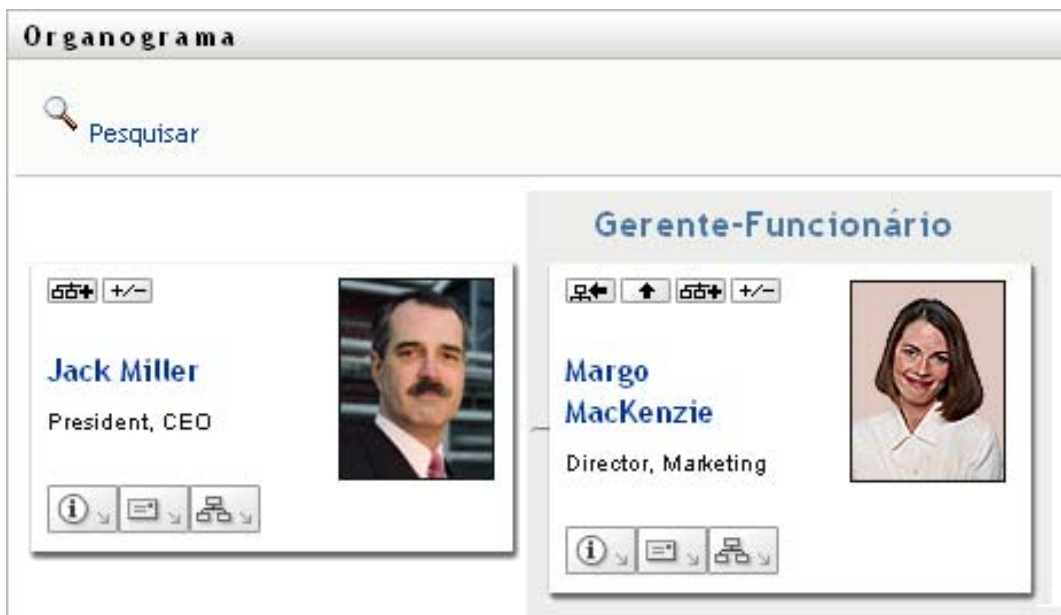 Organograma
Pesquisar
Gerente-Funcionário
+/-
Jack Miller
President, CEO
+/-
Margo
MacKenzie
Director, Marketing